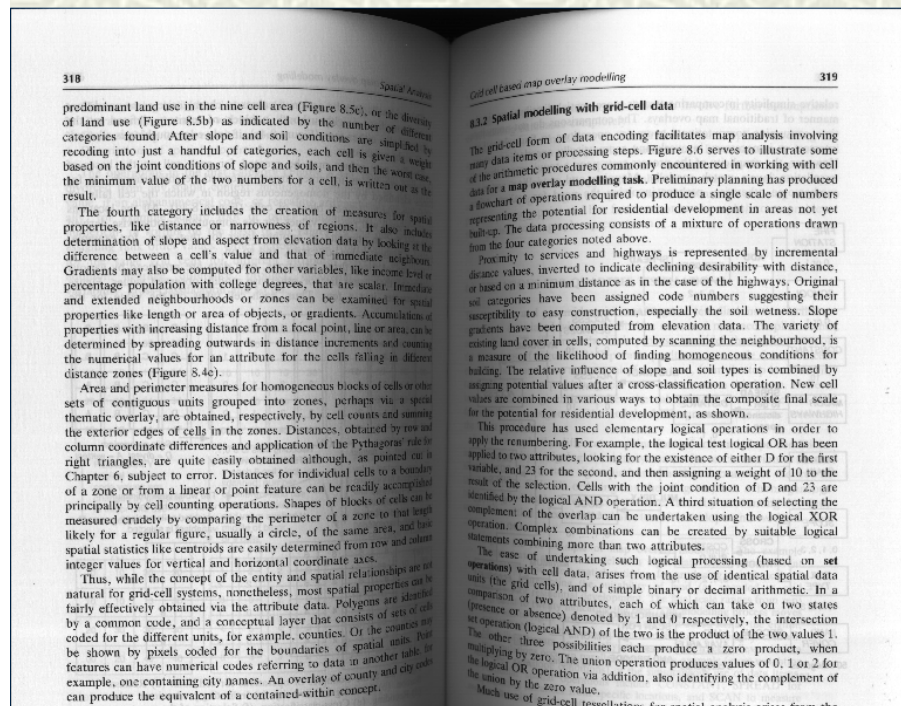 318
Spatial Analysis
predominant land use in the nine cell area (Figure 8.5c), or the diversity
of land use (Figure 8.5b) as indicated by the number of different
categories found. After slope and soil conditions are simplified by
recoding into just a handful of categories, each cell is given a weight
based on the joint conditions of slope and soils, and then the worst case,
the minimum value of the two numbers for a cell, is written out as the
result.
The fourth category includes the creation of measures for spatial
properties, like distance or narrowness of regions. It also includes
determination of slope and aspect from elevation data by looking at the
difference between a cell's value and that of immediate neighbours.
Gradients may also be computed for other variables, like income level or
percentage population with college degrees, that are scalar. Immediate
and extended neighbourhoods or zones can be examined for spatial
properties like length or area of objects, or gradients. Accumulations of
properties with increasing distance from a focal point, line or area, can be
determined by spreading outwards in distance increments and counting
the numerical values for an attribute for the cells falling in different
distance zones (Figure 8.4e).
Area and perimeter measures for homogeneous blocks of cells or other
sets of contiguous units grouped into zones, perhaps via a special
thematic overlay, are obtained, respectively, by cell counts and summing
the exterior edges of cells in the zones. Distances, obtained by row and
column coordinate differences and application of the Pythagoras' rule for
right triangles, are quite easily obtained although, as pointed out in
Chapter 6, subject to error. Distances for individual cells to a boundary
of a zone or from a linear or point feature can be readily accomplished
principally by cell counting operations. Shapes of blocks of cells can be
measured crudely by comparing the perimeter of a zone to that length
likely for a regular figure, usually a circle, of the same area, and basic
spatial statistics like centroids are easily determined from row and column
integer values for vertical and horizontal coordinate axes.
Thus, while the concept of the entity and spatial relationships are not
natural for grid-cell systems, nonetheless, most spatial properties can be
fairly effectively obtained via the attribute data. Polygons are identified
by a common code, and a conceptual layer that consists of sets of cells
coded for the different units, for example, counties. Or the counties may
be shown by pixels coded for the boundaries of spatial units. Point
features can have numerical codes referring to data in another table, for
example, one containing city names. An overlay of county and city codes
can produce the equivalent of a contained-within concept.
Grid cell based map overlay modelling
319
8.3.2 Spatial modelling with grid-cell data
The grid-cell form of data encoding facilitates map analysis involving
many data items or processing steps. Figure 8.6 serves to illustrate some
of the arithmetic procedures commonly encountered in working with cell
data for a map overlay modelling task. Preliminary planning has produced
a flowchart of operations required to produce a single scale of numbers
representing the potential for residential development in areas not yet
built-up. The data processing consists of a mixture of operations drawn
from the four categories noted above.
Proximity to services and highways is represented by incremental
distance values, inverted to indicate declining desirability with distance,
or based on a minimum distance as in the case of the highways. Original
soil categories have been assigned code numbers suggesting their
susceptibility to easy construction, especially the soil wetness. Slope
gradients have been computed from elevation data. The variety of
existing land cover in cells, computed by scanning the neighbourhood, is
a measure of the likelihood of finding homogeneous conditions for
building. The relative influence of slope and soil types is combined by
assigning potential values after a cross-classification operation. New cell
values are combined in various ways to obtain the composite final scale
for the potential for residential development, as shown.
This procedure has used elementary logical operations in order to
apply the renumbering. For example, the logical test logical OR has been
applied to two attributes, looking for the existence of either D for the first
variable, and 23 for the second, and then assigning a weight of 10 to the
result of the selection. Cells with the joint condition of D and 23 are
identified by the logical AND operation. A third situation of selecting the
complement of the overlap can be undertaken using the logical XOR
operation. Complex combinations can be created by suitable logical
statements combining more than two attributes.
The ease of undertaking such logical processing (based on set
operations) with cell data, arises from the use of identical spatial data
units (the grid cells), and of simple binary or decimal arithmetic. In a
comparison of two attributes, each of which can take on two states
(presence or absence) denoted by 1 and 0 respectively, the intersection
set operation (logical AND) of the two is the product of the two values 1.
The other three possibilities each produce a zero product, when
multiplying by zero. The union operation produces values of 0, 1 or 2 for
the logical OR operation via addition, also identifying the complement of
the union by the zero value.
Much use of grid-cell tessellations for spatial analysis arises from the